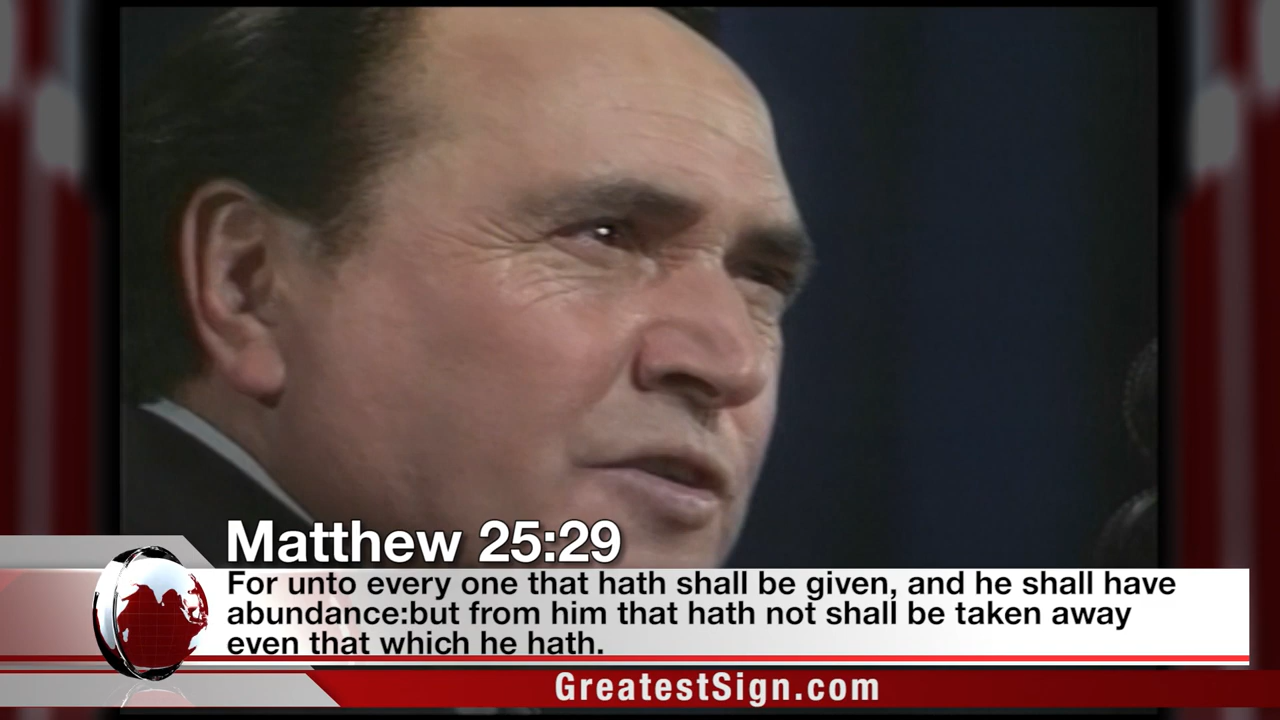 Matthew 25:29
For unto every one that hath shall be given, and he shall have
abundance:but from him that hath not shall be taken away
even that which he hath.
GreatestSign.com